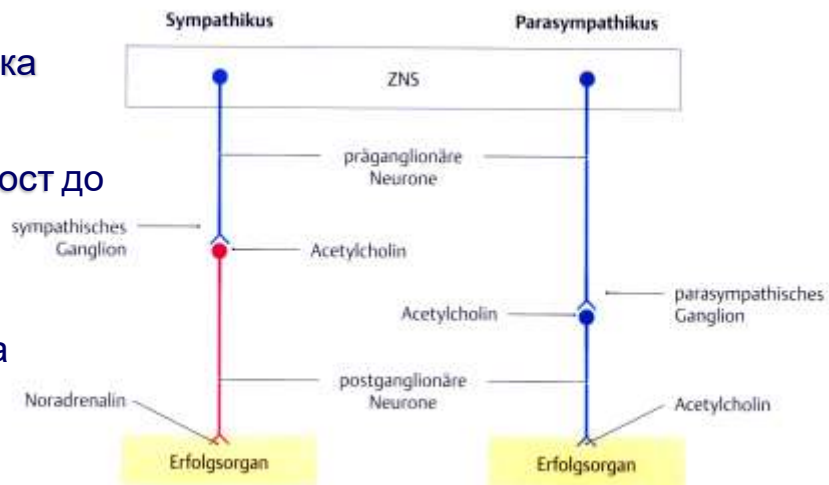 Sympathikus
Parasympathikus
ка
ZNS
präganglionäre
Neurone
ост до
sympathisches
Ganglion
Acetylcholin
parasympathisches
Ganglion
Acetylcholin
а
postganglionäre
Neurone
Noradrenalin
Acetylcholin
Erfolgsorgan
Erfolgsorgan